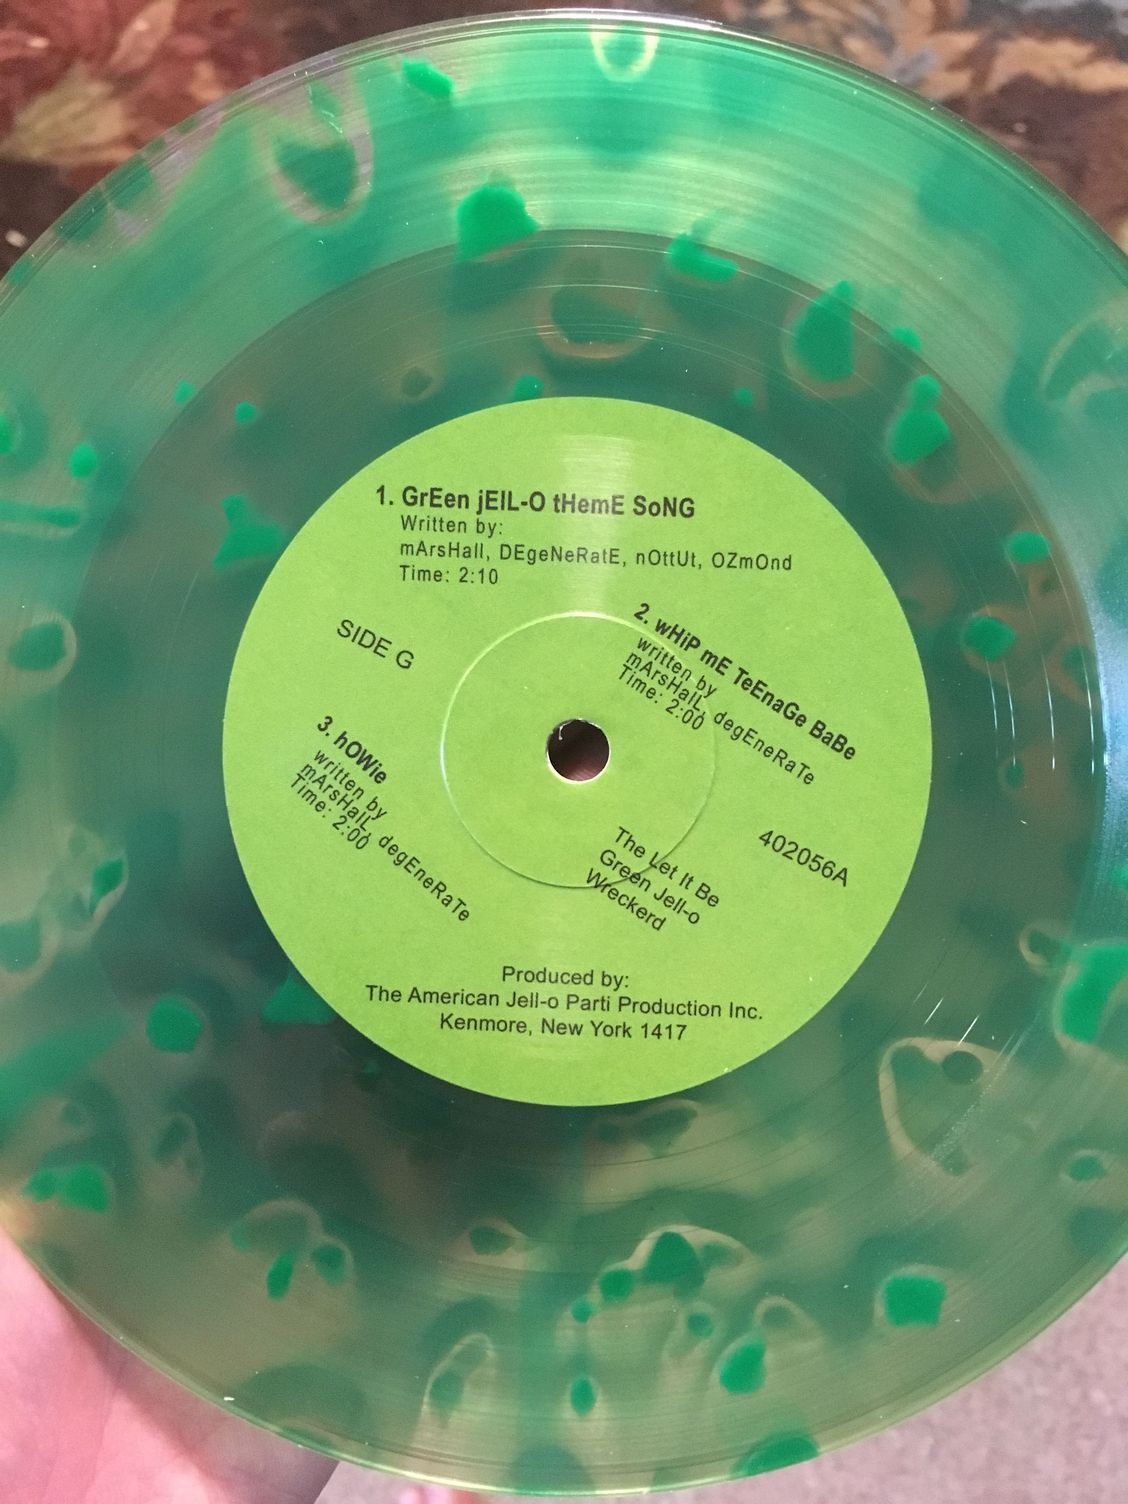 1. GrEen jElL-O tHemE SoNG
Written by:
mArsHall, DEgeNeRatE, nOttUt, OZmOnd
Time: 2:10
SIDE G
2. wHiP mE TeEnaGe BaBe
written by
mArsHalL, degEneRaTe
Time: 2:00
3. hOWie
written by
mArsHalL, degEneRaTe
Time: 2:00
402056A
The Let It Be
Green Jell-o
Wreckerd
Produced by:
The American Jell-o Parti Production Inc.
Kenmore, New York 1417